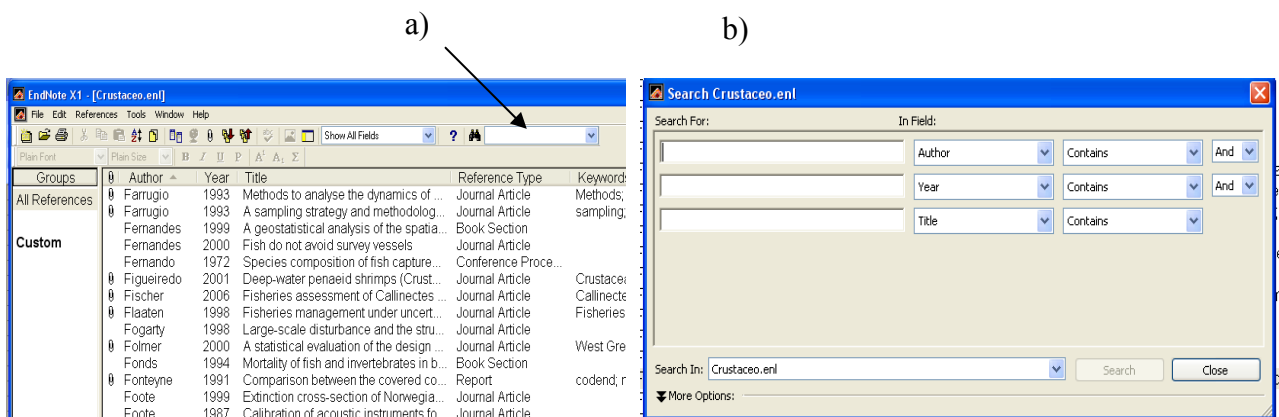 a)
b)
EndNote X1 - [Crustaceo.enl]
File Edit References Tools Window Help
Show All Fields
?
Plain Font Plain Size B I U P A¹ A₁ Σ
Groups Author Year Title Reference Type Keywords
All References
Custom
Farrugio 1993 Methods to analyse the dynamics of ... Journal Article Methods;
Farrugio 1993 A sampling strategy and methodolog... Journal Article sampling;
Fernandes 1999 A geostatistical analysis of the spatia... Book Section
Fernandes 2000 Fish do not avoid survey vessels Journal Article
Fernando 1972 Species composition of fish capture... Conference Proce...
Figueiredo 2001 Deep-water penaeid shrimps (Crust... Journal Article Crustacea
Fischer 2006 Fisheries assessment of Callinectes ... Journal Article Callinecte
Flaaten 1998 Fisheries management under uncert... Journal Article Fisheries
Fogarty 1998 Large-scale disturbance and the stru... Journal Article
Folmer 2000 A statistical evaluation of the design ... Journal Article West Gre
Fonds 1994 Mortality of fish and invertebrates in b... Book Section
Fonteyne 1991 Comparison between the covered co... Report codend; r
Foote 1999 Extinction cross-section of Norwegia... Journal Article
Foote 1987 Calibration of acoustic instruments fo... Journal Article
Search Crustaceo.enl
Search For: In Field:
Author Contains And
Year Contains And
Title Contains
Search In: Crustaceo.enl Search Close
More Options: